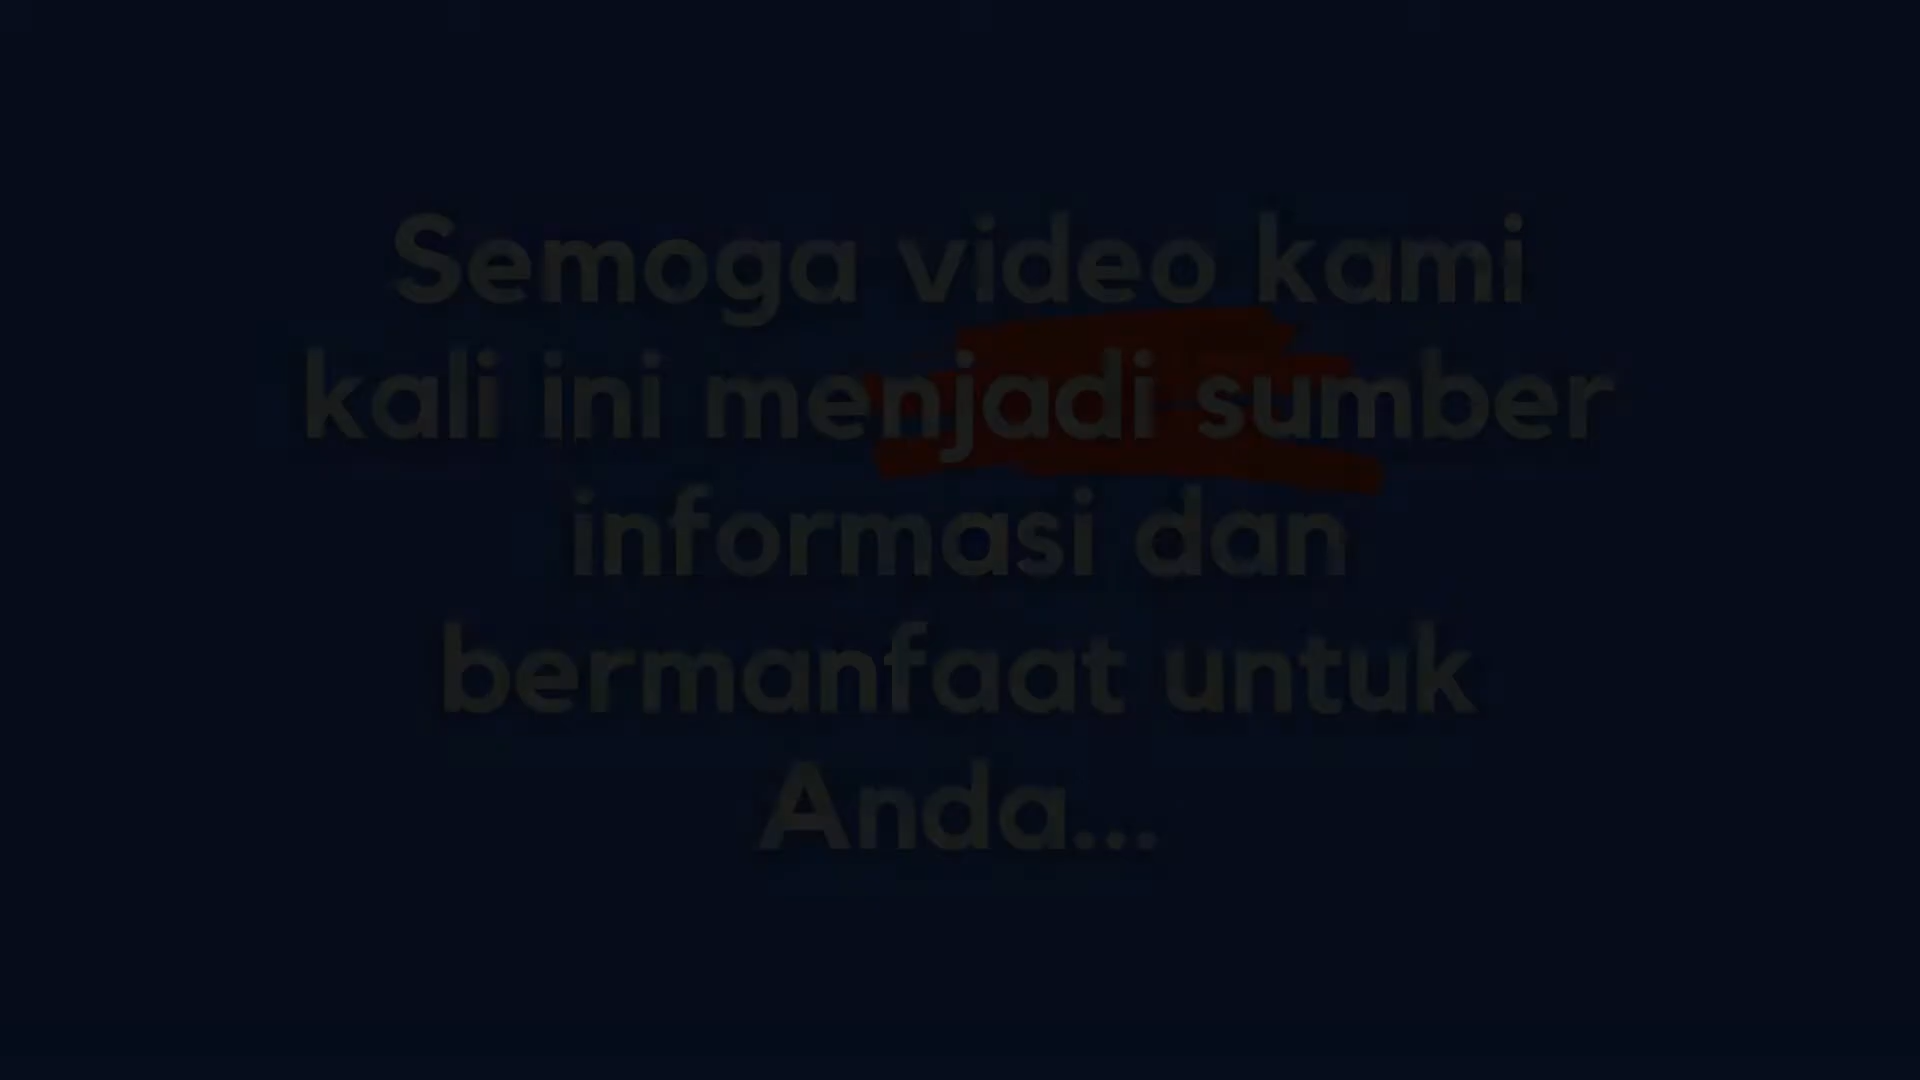 Semoga video kami
kali ini menjadi sumber
informasi dan
bermanfaat untuk
Anda...